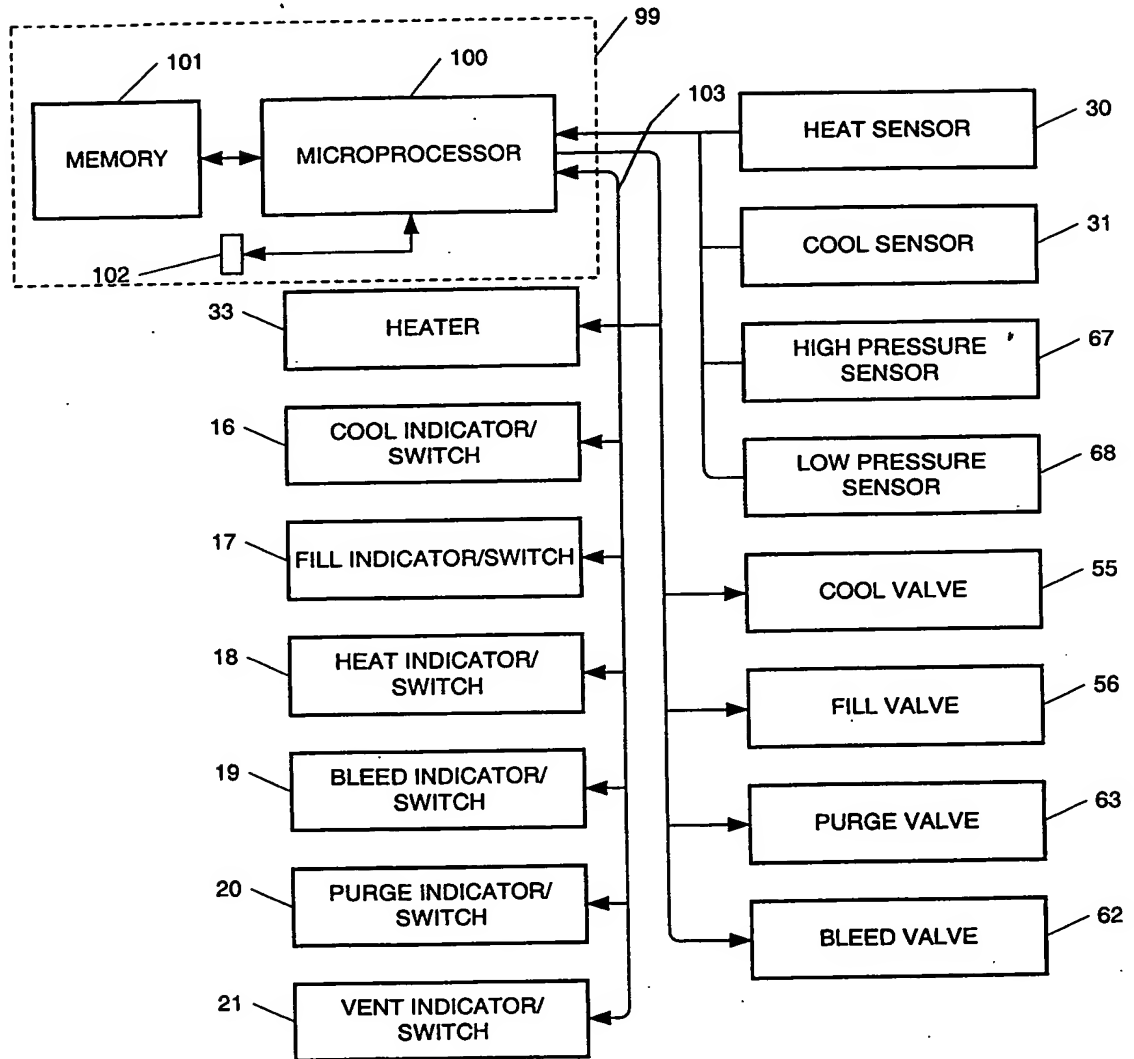 99
101
100
103
MEMORY
MICROPROCESSOR
HEAT SENSOR
30
102
COOL SENSOR
31
33
HEATER
HIGH PRESSURE
SENSOR
67
16
COOL INDICATOR/
SWITCH
LOW PRESSURE
SENSOR
68
17
FILL INDICATOR/SWITCH
COOL VALVE
55
18
HEAT INDICATOR/
SWITCH
FILL VALVE
56
19
BLEED INDICATOR/
SWITCH
PURGE VALVE
63
20
PURGE INDICATOR/
SWITCH
BLEED VALVE
62
21
VENT INDICATOR/
SWITCH